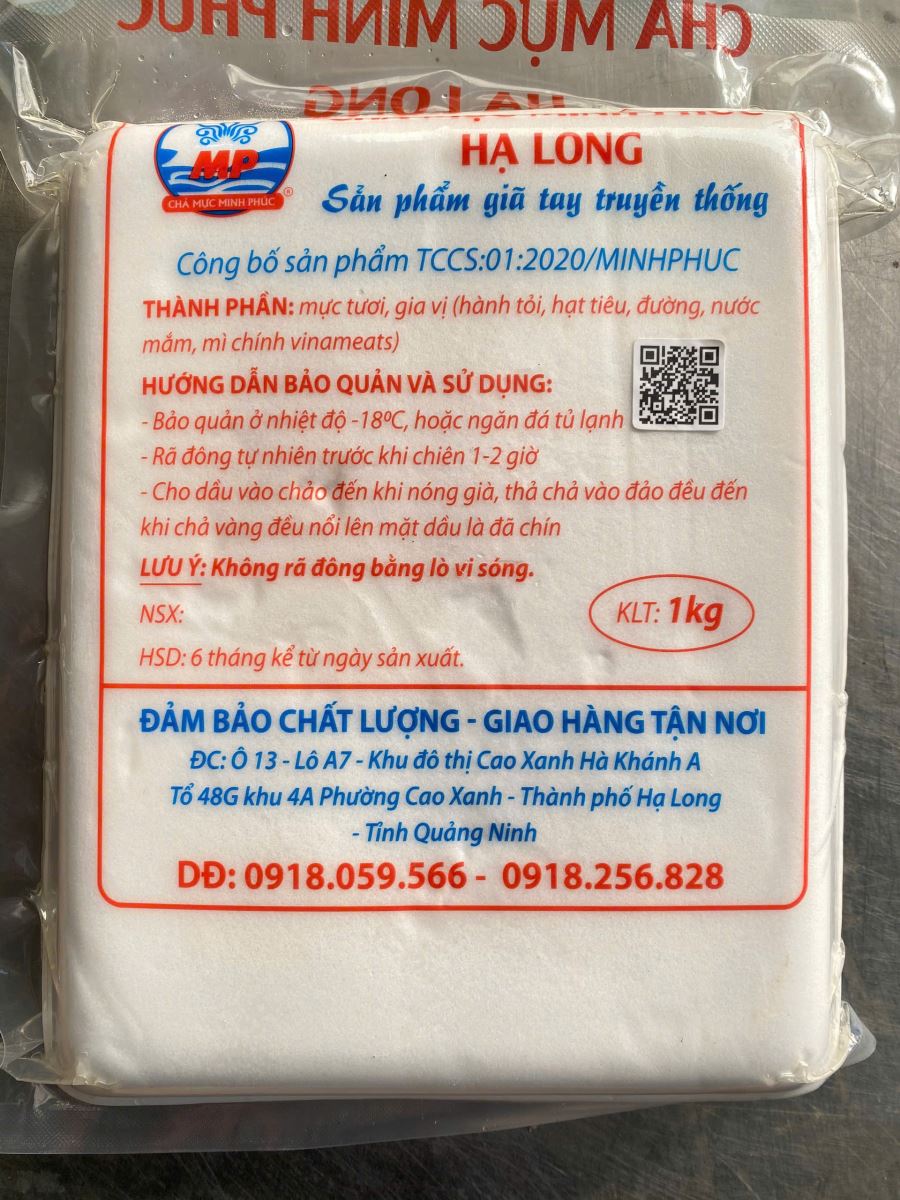 CHẢ MỰC MINH PHÚC
HẠ LONG
HẠ LONG
MP
CHẢ MỰC MINH PHÚC
®
Sản phẩm giã tay truyền thống
Công bố sản phẩm TCCS:01:2020/MINHPHUC
THÀNH PHẦN: mực tươi, gia vị (hành tỏi, hạt tiêu, đường, nước
mắm, mì chính vinameats)
HƯỚNG DẪN BẢO QUẢN VÀ SỬ DỤNG:
- Bảo quản ở nhiệt độ -18ºC, hoặc ngăn đá tủ lạnh
- Rã đông tự nhiên trước khi chiên 1-2 giờ
- Cho dầu vào chảo đến khi nóng già, thả chả vào đảo đều đến
khi chả vàng đều nổi lên mặt dầu là đã chín
LƯU Ý: Không rã đông bằng lò vi sóng.
NSX:
KLT: 1kg
HSD: 6 tháng kể từ ngày sản xuất.
ĐẢM BẢO CHẤT LƯỢNG - GIAO HÀNG TẬN NƠI
ĐC: Ô 13 - Lô A7 - Khu đô thị Cao Xanh Hà Khánh A
Tổ 48G khu 4A Phường Cao Xanh - Thành phố Hạ Long
- Tỉnh Quảng Ninh
DĐ: 0918.059.566 - 0918.256.828